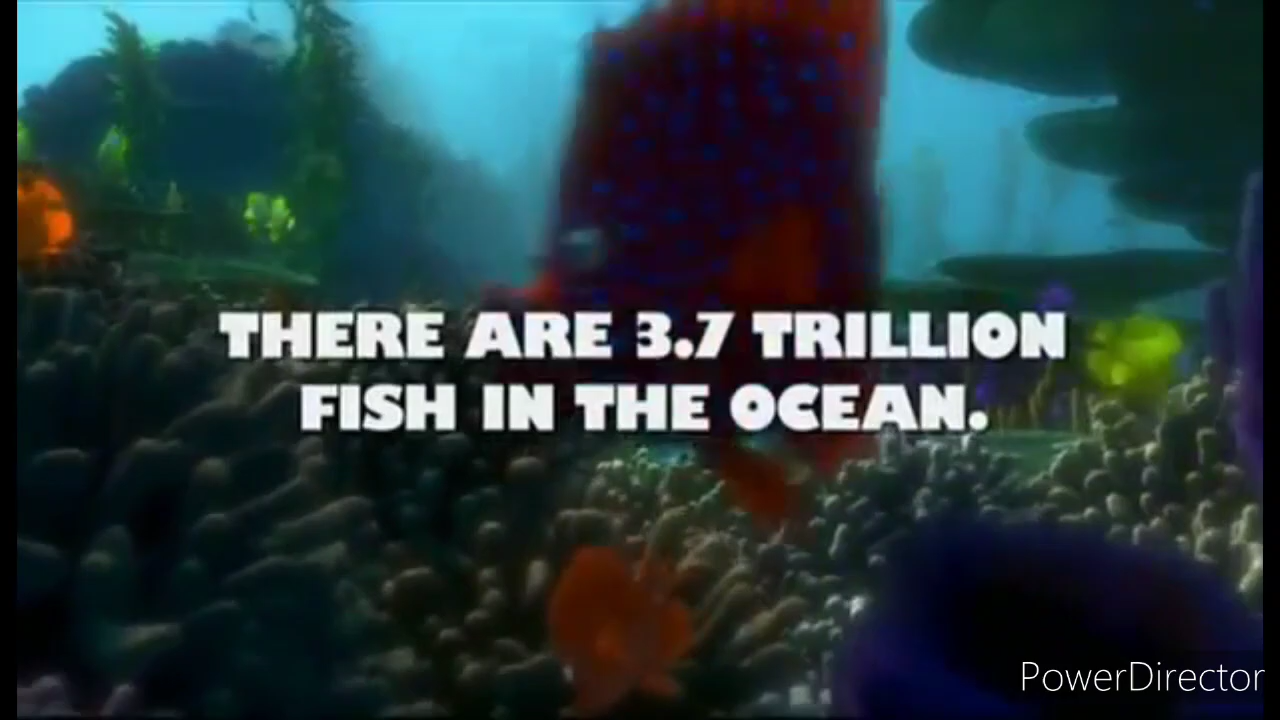 THERE ARE 3.7 TRILLION
FISH IN THE OCEAN.
PowerDirector